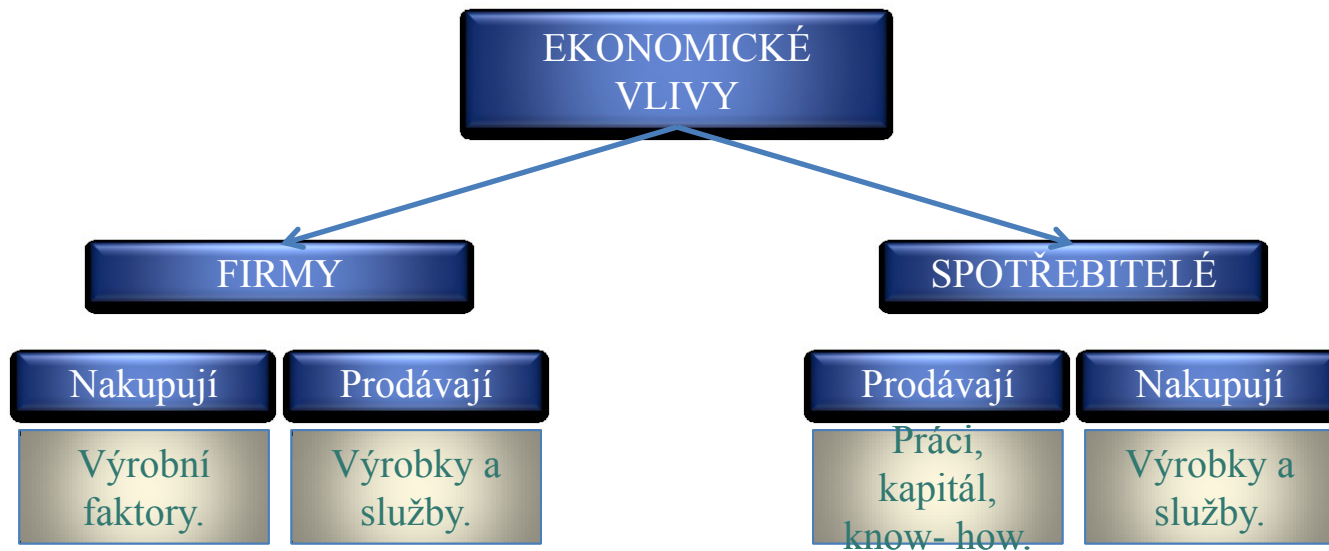 EKONOMICKÉ
VLIVY
FIRMY
SPOTŘEBITELÉ
Nakupují
Prodávají
Prodávají
Nakupují
Výrobní
faktory.
Výrobky a
služby.
Práci,
kapitál,
know- how.
Výrobky a
služby.